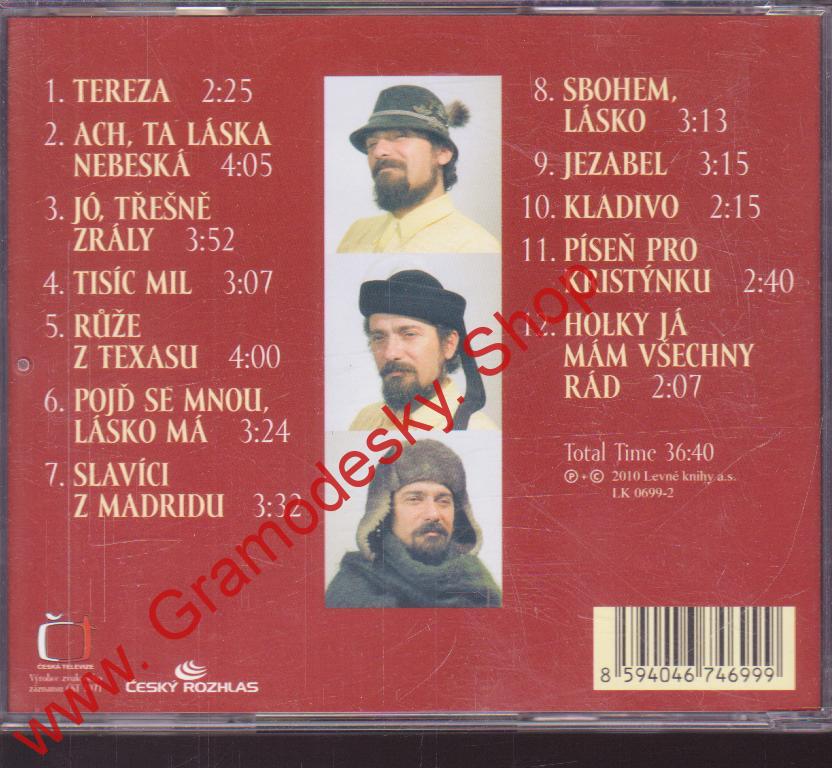 1. TEREZA 2:25
2. ACH, TA LÁSKA
NEBESKÁ 4:05
3. JÓ, TŘEŠNĚ
ZRÁLY 3:52
4. TISÍC MIL 3:07
5. RŮŽE
Z TEXASU 4:00
6. POJĎ SE MNOU,
LÁSKO MÁ 3:24
7. SLAVÍCI
Z MADRIDU 3:32
8. SBOHEM,
LÁSKO 3:13
9. JEZABEL 3:15
10. KLADIVO 2:15
11. PÍSEŇ PRO
KRISTÝNKU 2:40
12. HOLKY JÁ
MÁM VŠECHNY
RÁD 2:07
Total Time 36:40
Ⓟ + © 2010 Levné knihy a.s.
LK 0699-2
ČT
ČESKÁ TELEVIZE
Výrobce
ČESKÝ ROZHLAS
8 594046 746999
www. Gramodesky. Shop